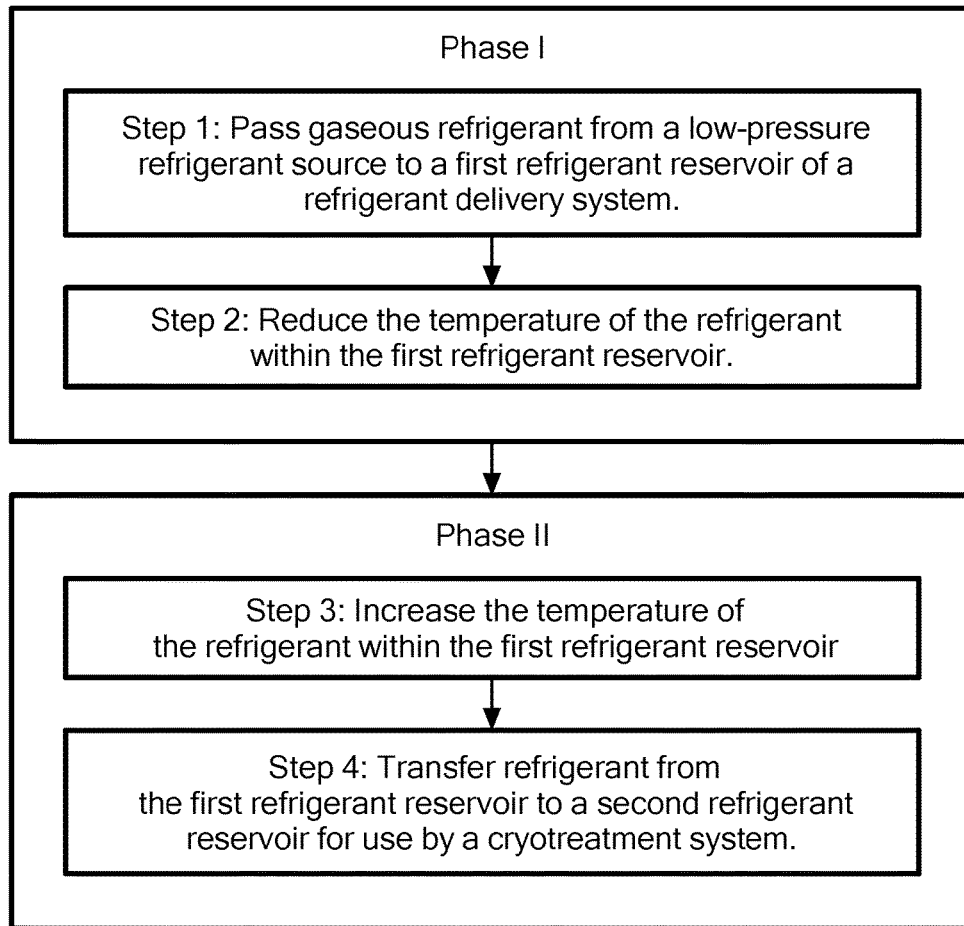 Phase I
Step 1: Pass gaseous refrigerant from a low-pressure
refrigerant source to a first refrigerant reservoir of a
refrigerant delivery system.
Step 2: Reduce the temperature of the refrigerant
within the first refrigerant reservoir.
Phase II
Step 3: Increase the temperature of
the refrigerant within the first refrigerant reservoir
Step 4: Transfer refrigerant from
the first refrigerant reservoir to a second refrigerant
reservoir for use by a cryotreatment system.